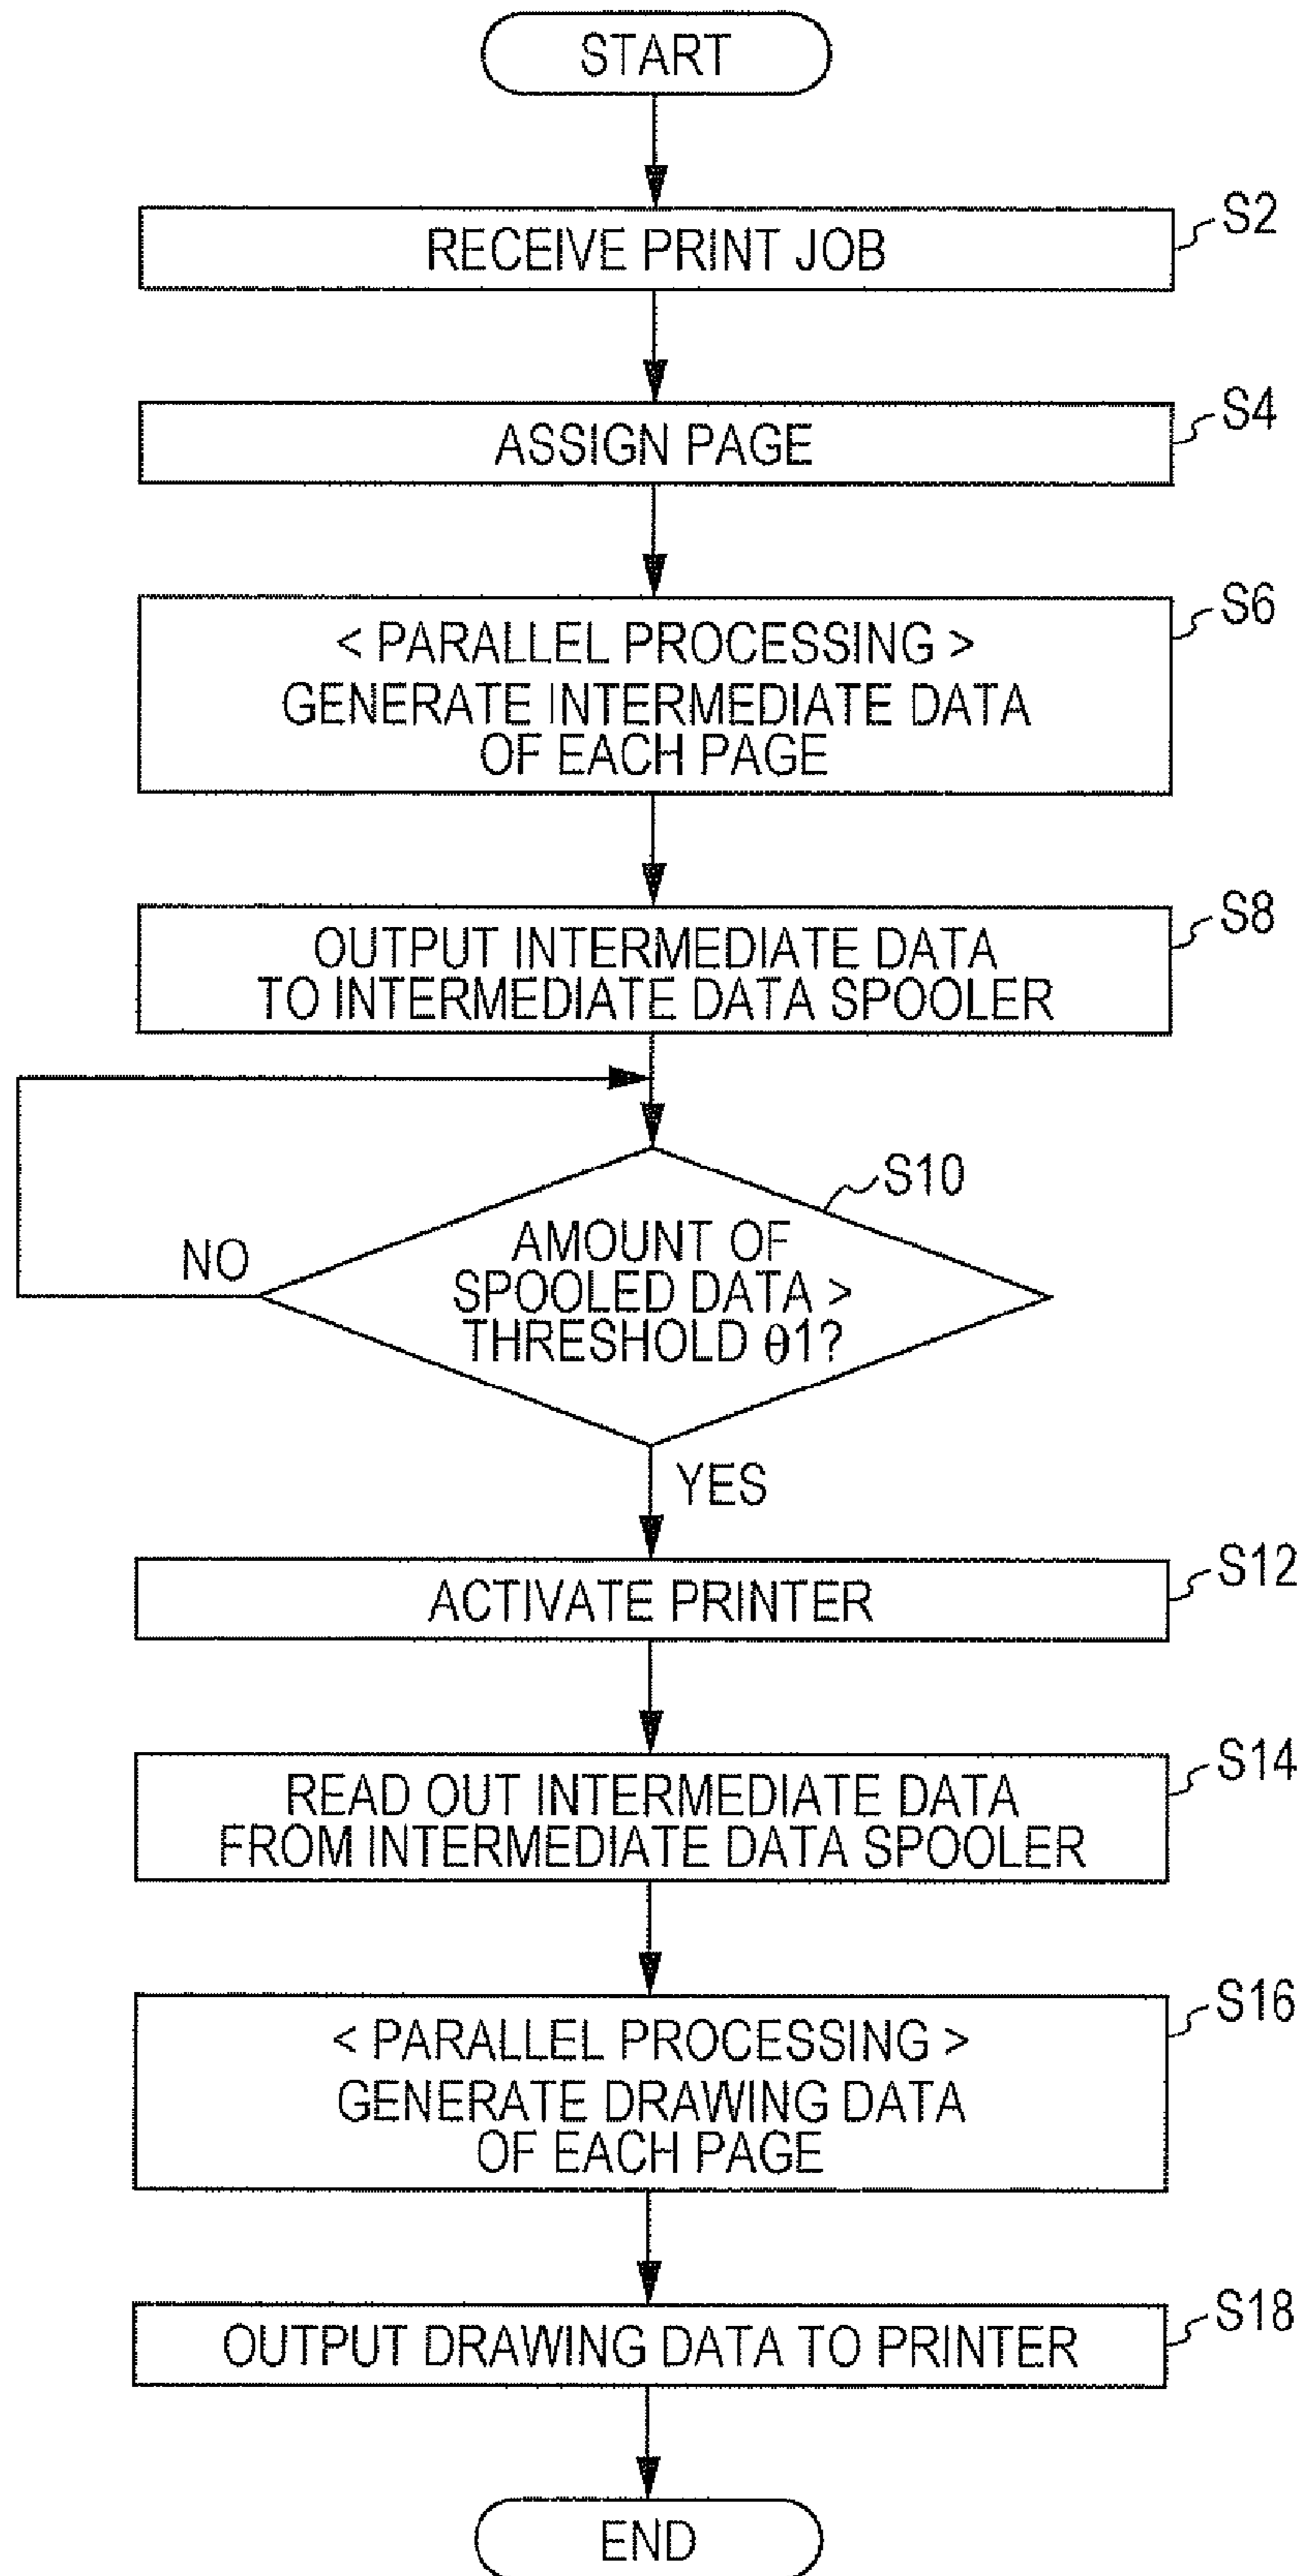 START
S2
RECEIVE PRINT JOB
S4
ASSIGN PAGE
S6
< PARALLEL PROCESSING >
GENERATE INTERMEDIATE DATA
OF EACH PAGE
S8
OUTPUT INTERMEDIATE DATA
TO INTERMEDIATE DATA SPOOLER
S10
AMOUNT OF
SPOOLED DATA >
THRESHOLD θ1?
NO
YES
S12
ACTIVATE PRINTER
S14
READ OUT INTERMEDIATE DATA
FROM INTERMEDIATE DATA SPOOLER
S16
< PARALLEL PROCESSING >
GENERATE DRAWING DATA
OF EACH PAGE
S18
OUTPUT DRAWING DATA TO PRINTER
END